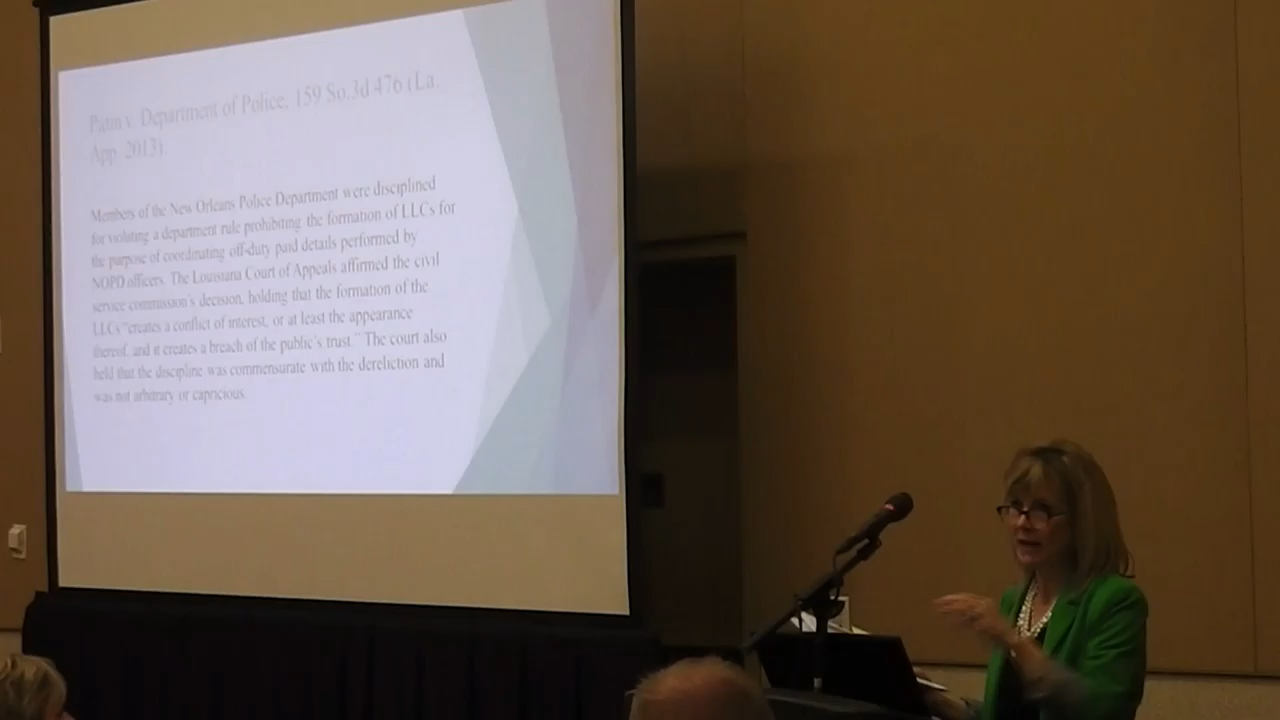 Patin v. Department of Police, 159 So.3d 476 (La.
App. 2013).
Members of the New Orleans Police Department were disciplined
for violating a department rule prohibiting the formation of LLCs for
the purpose of coordinating off-duty paid details performed by
NOPD officers. The Louisiana Court of Appeals affirmed the civil
service commission's decision, holding that the formation of the
LLCs "creates a conflict of interest, or at least the appearance
thereof, and it creates a breach of the public's trust." The court also
held that the discipline was commensurate with the dereliction and
was not arbitrary or capricious.